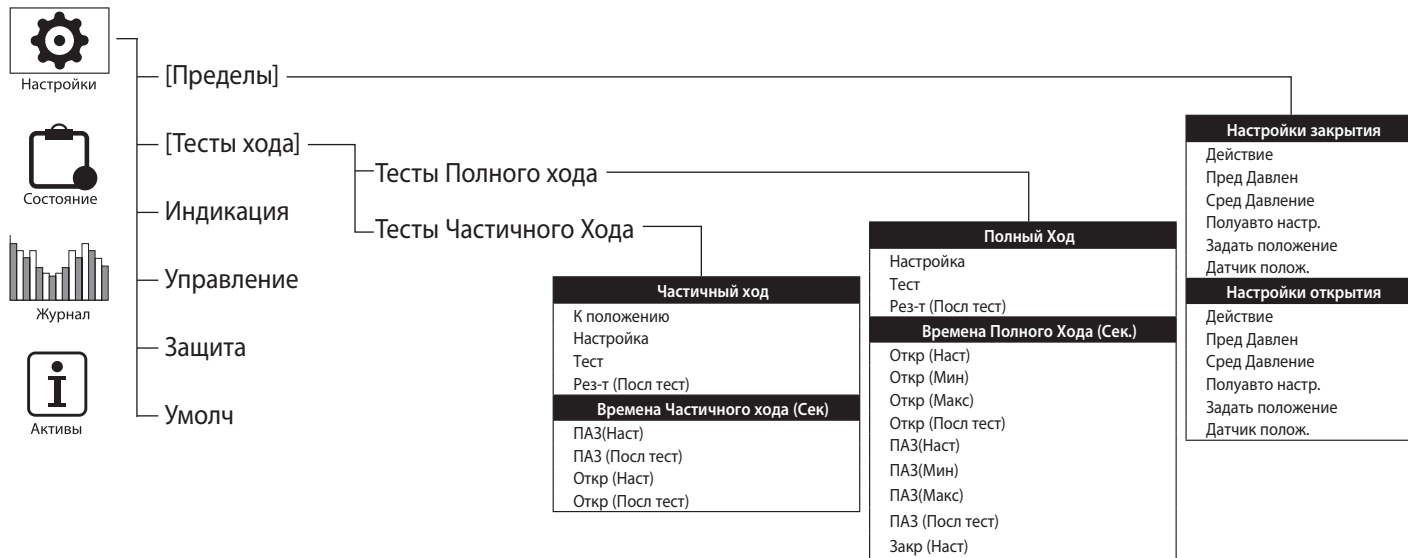 Настройки
Состояние
Журнал
Активы
[Пределы]
[Тесты хода]
Индикация
Управление
Защита
Умолч
Тесты Полного хода
Тесты Частичного Хода
Частичный ход
К положению
Настройка
Тест
Рез-т (Посл тест)
Времена Частичного хода (Сек)
ПАЗ(Наст)
ПАЗ (Посл тест)
Откр (Наст)
Откр (Посл тест)
Полный Ход
Настройка
Тест
Рез-т (Посл тест)
Времена Полного Хода (Сек.)
Откр (Наст)
Откр (Мин)
Откр (Макс)
Откр (Посл тест)
ПАЗ(Наст)
ПАЗ(Мин)
ПАЗ(Макс)
ПАЗ (Посл тест)
Закр (Наст)
Настройки закрытия
Действие
Пред Давлен
Сред Давление
Полуавто настр.
Задать положение
Датчик полож.
Настройки открытия
Действие
Пред Давлен
Сред Давление
Полуавто настр.
Задать положение
Датчик полож.